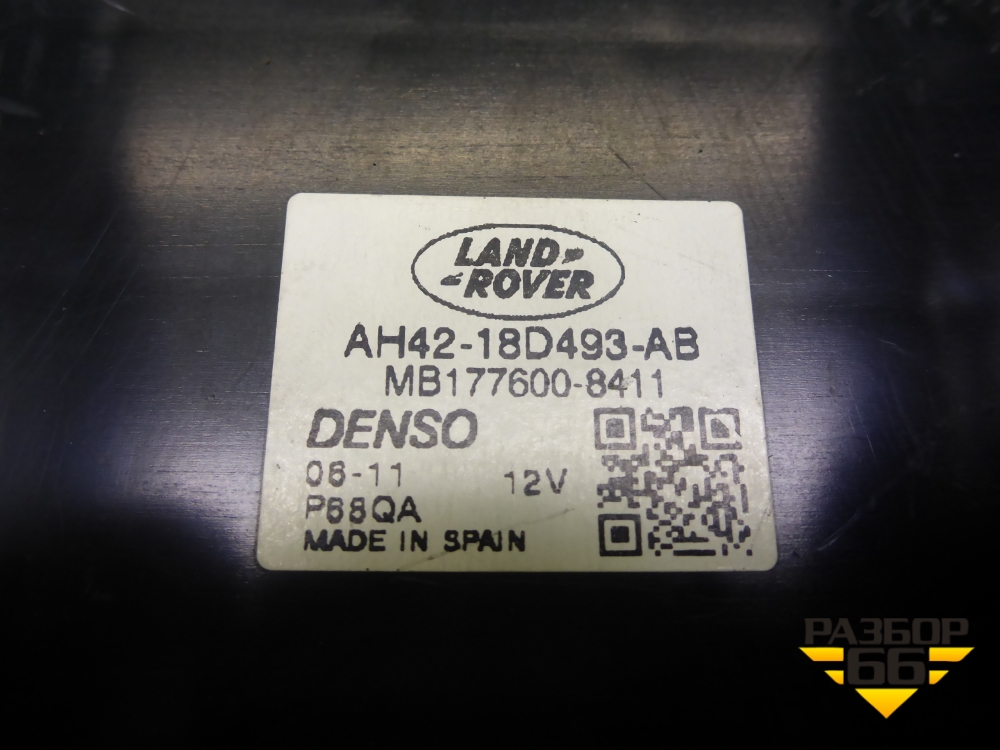 LAND
ROVER
AH42-18D493-AB
MB177600-8411
DENSO
06-11
12V
P68QA
MADE IN SPAIN
РАЗБОР
66